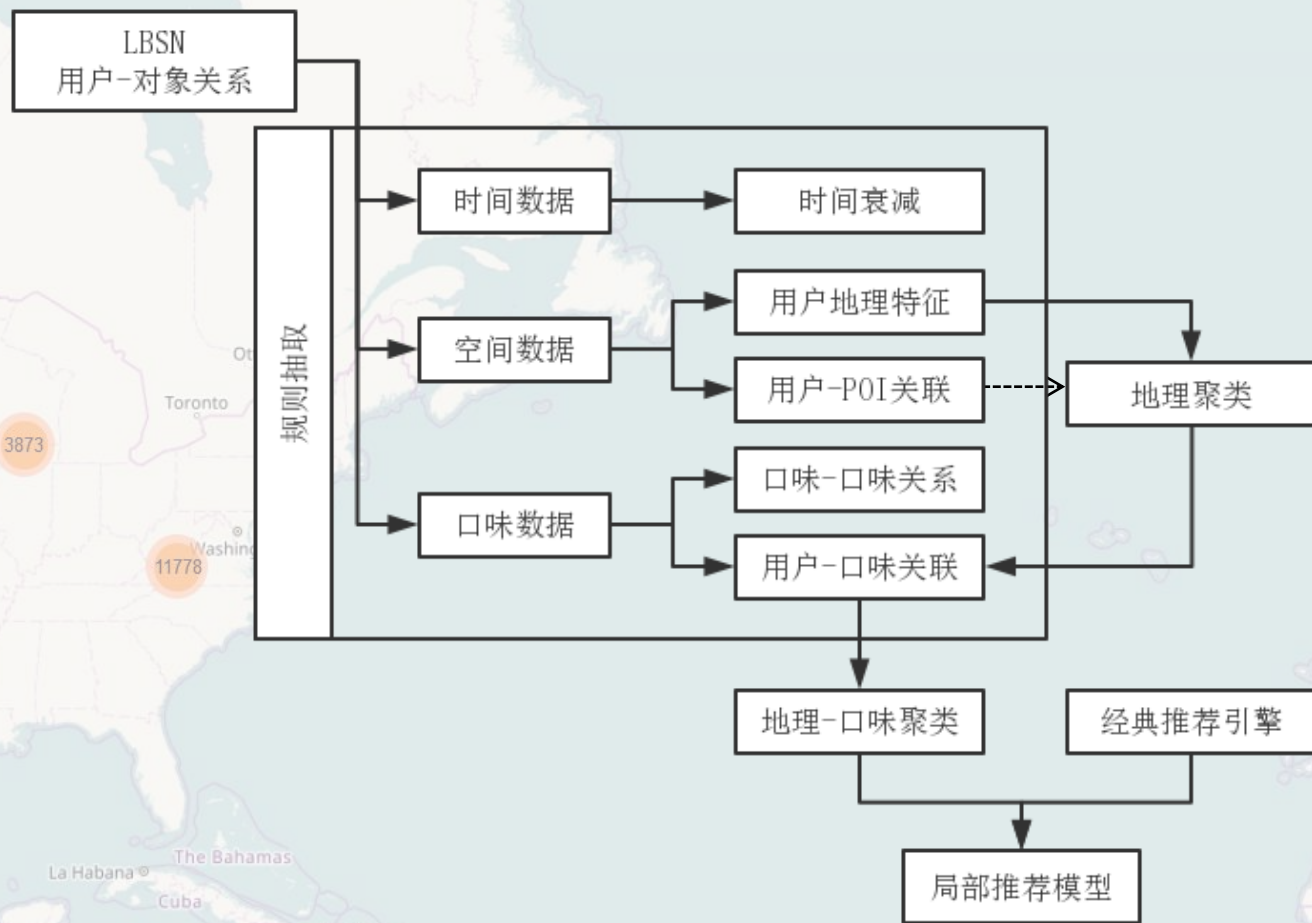 LBSN
用户-对象关系
规则抽取
时间数据
时间衰减
空间数据
用户地理特征
用户-POI关联
地理聚类
口味数据
口味-口味关系
用户-口味关联
地理-口味聚类
经典推荐引擎
局部推荐模型
Ot
Toronto
3873
Washing
11778
La Habana
The Bahamas
Cuba